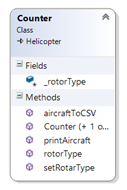 Counter
Class
Helicopter
Fields
_rotorType
Methods
aircraftToCSV
Counter (+ 1 o...
printAircraft
rotorType
setRotarType